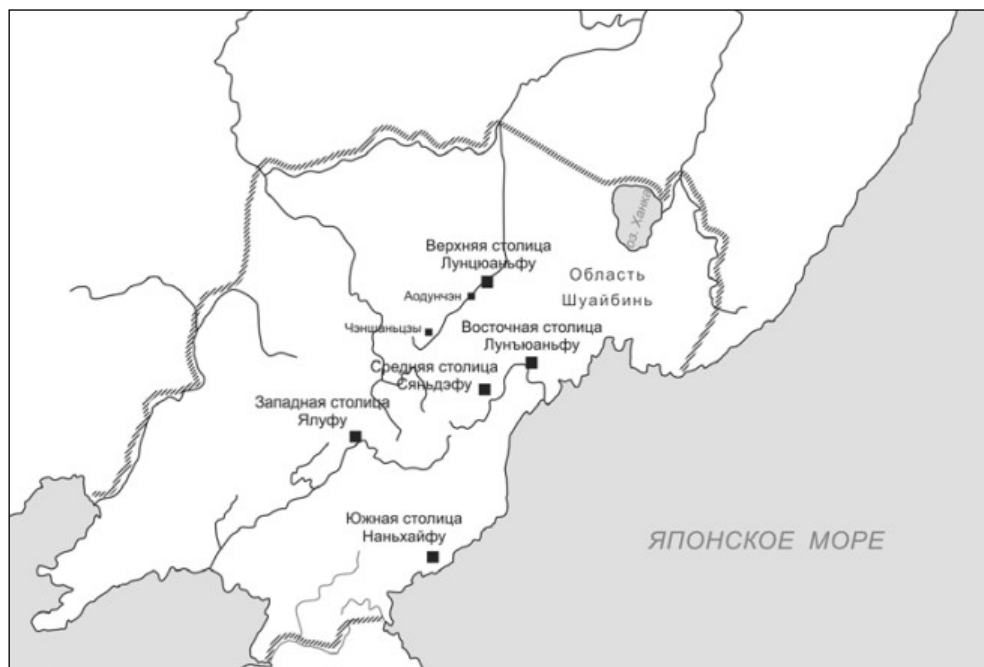 оз. Ханка
Верхняя столица
Лунцюаньфу
Область
Шуайбинь
Аодунчэн
Чэншаньцзы
Восточная столица
Лунъюаньфу
Средняя столица
Сяньдэфу
Западная столица
Ялуфу
Южная столица
Наньхайфу
ЯПОНСКОЕ МОРЕ